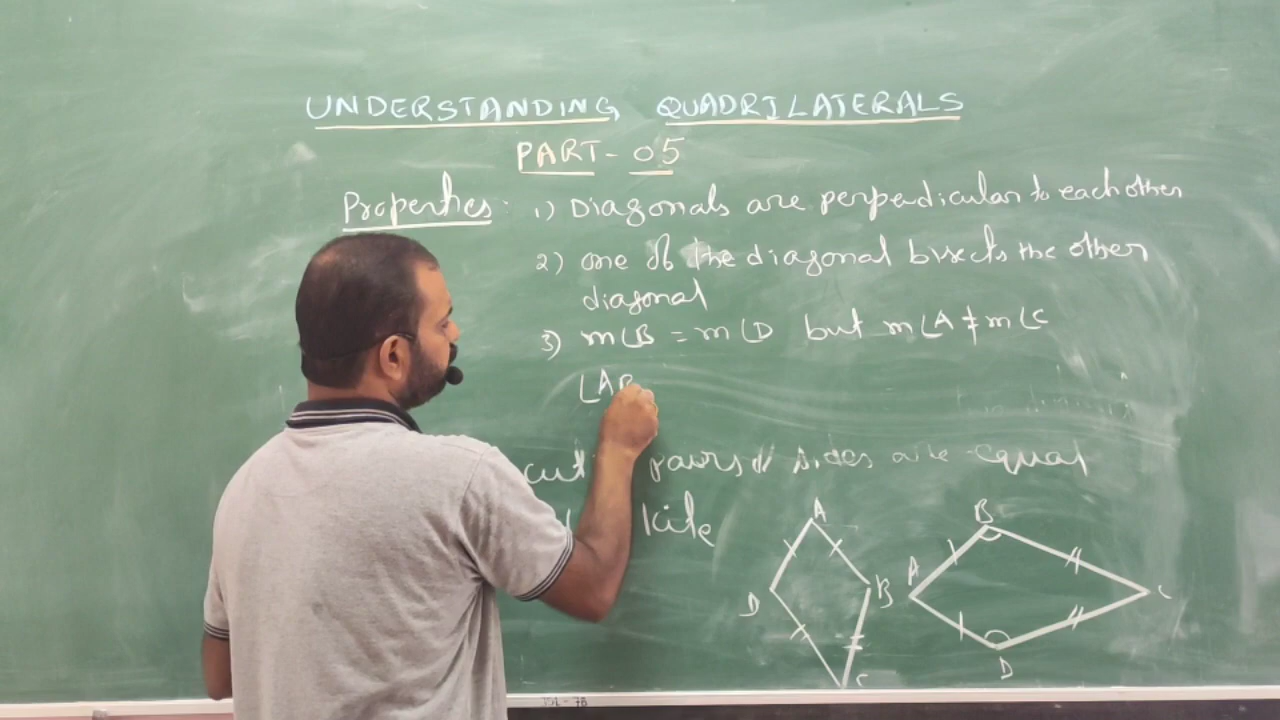 UNDERSTANDING QUADRILATERALS
PART-05
Properties: 1) Diagonals are perpendicular to each other
2) one of the diagonal bisects the other
diagonal
3) m∠B = m∠D but m∠A ≠ m∠C
∠AB
pairs of sides are equal
kite
A
B
C
D
A
B
C
D